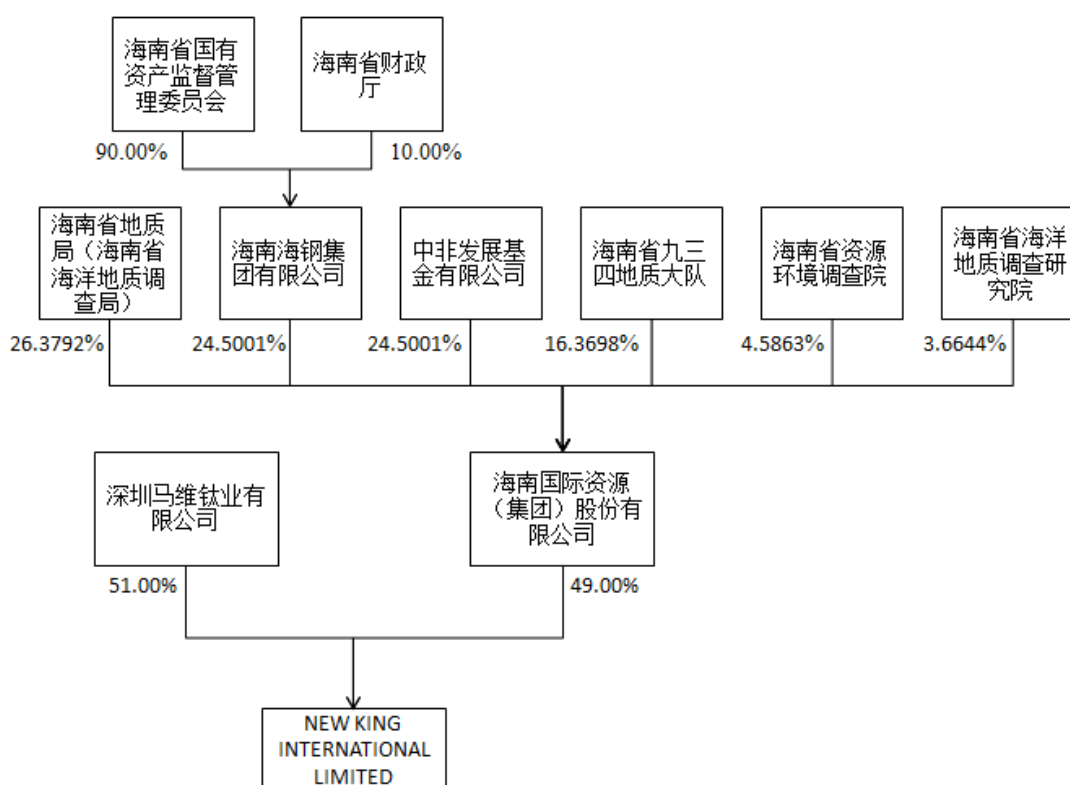 海南省国有
资产监督管
理委员会
海南省财政
厅
90.00%
10.00%
海南省地质
局（海南省
海洋地质调
查局）
海南海钢集
团有限公司
中非发展基
金有限公司
海南省九三
四地质大队
海南省资源
环境调查院
海南省海洋
地质调查研
究院
26.3792%
24.5001%
24.5001%
16.3698%
4.5863%
3.6644%
深圳马维钛业有
限公司
海南国际资源
（集团）股份有
限公司
51.00%
49.00%
NEW KING
INTERNATIONAL
LIMITED